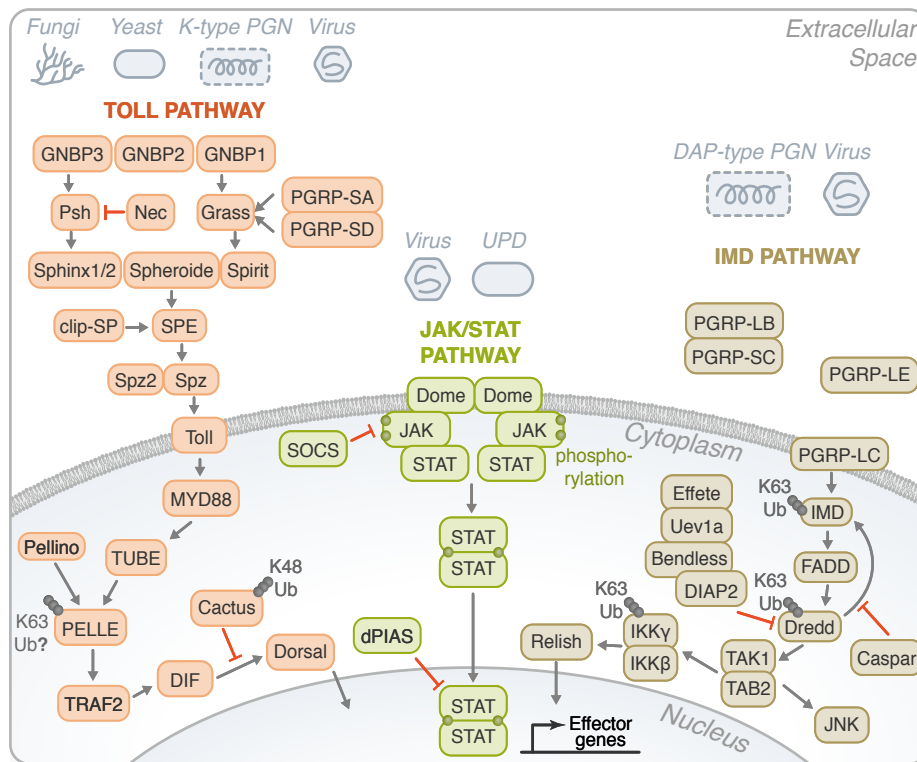 Fungi
Yeast
K-type PGN
Virus
Extracellular
Space
TOLL PATHWAY
GNBP3
GNBP2
GNBP1
Psh
Nec
Grass
PGRP-SA
PGRP-SD
Sphinx1/2
Spheroide
Spirit
clip-SP
SPE
Spz2
Spz
Toll
MYD88
TUBE
Pellino
K63
Ub?
PELLE
TRAF2
DIF
Cactus
K48
Ub
Dorsal
Virus
UPD
JAK/STAT
PATHWAY
Dome
Dome
JAK
JAK
STAT
STAT
SOCS
phospho-
rylation
STAT
STAT
dPIAS
STAT
STAT
DAP-type PGN
Virus
IMD PATHWAY
PGRP-LB
PGRP-SC
PGRP-LE
Cytoplasm
PGRP-LC
K63
Ub
IMD
FADD
Effete
Uev1a
Bendless
DIAP2
K63
Ub
Dredd
Caspar
TAK1
TAB2
JNK
K63
Ub
IKKγ
IKKβ
Relish
Effector
genes
Nucleus